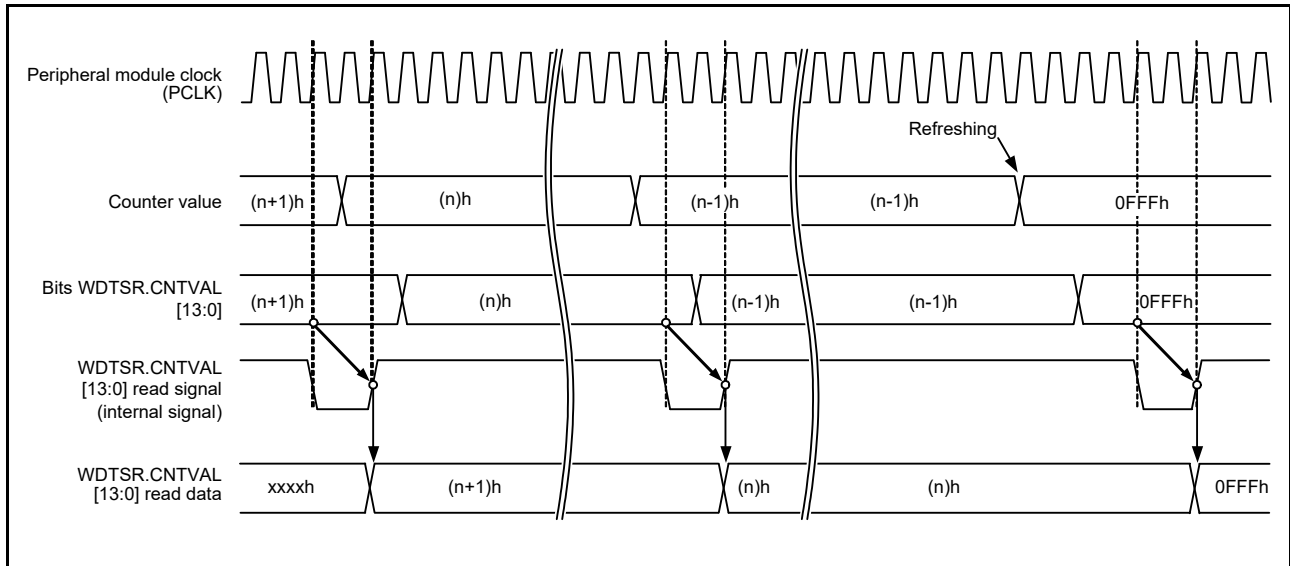 Peripheral module clock
(PCLK)
Refreshing
Counter value
(n+1)h
(n)h
(n-1)h
(n-1)h
0FFFh
Bits WDTSR.CNTVAL
[13:0]
(n+1)h
(n)h
(n-1)h
(n-1)h
0FFFh
WDTSR.CNTVAL
[13:0] read signal
(internal signal)
WDTSR.CNTVAL
[13:0] read data
xxxxh
(n+1)h
(n)h
(n)h
0FFFh